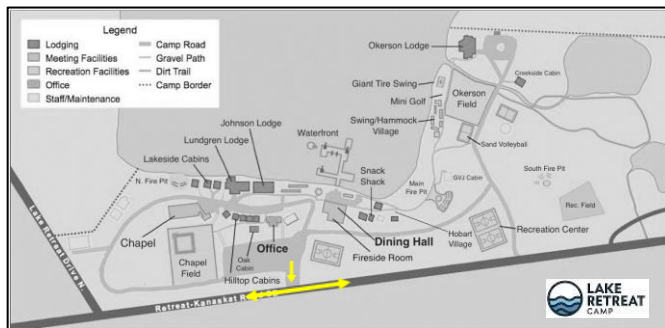 Legend
Lodging
Meeting Facilities
Recreation Facilities
Office
Staff/Maintenance
Camp Road
Gravel Path
Dirt Trail
Camp Border
Okerson Lodge
Giant Tire Swing
Creekside Cabin
Mini Golf
Okerson
Field
Swing/Hammock
Village
Sand Volleyball
Johnson Lodge
Lundgren Lodge
Waterfront
Lakeside Cabins
N. Fire Pit
Snack
Shack
Main
Fire Pit
GVJ Cabin
South Fire Pit
Rec. Field
Lake Retreat Drive N.
Chapel
Chapel
Field
Office
Oak
Cabin
Hilltop Cabins
Dining Hall
Fireside Room
Hobart
Village
Recreation Center
Retreat-Kanaskat
LAKE
RETREAT
CAMP